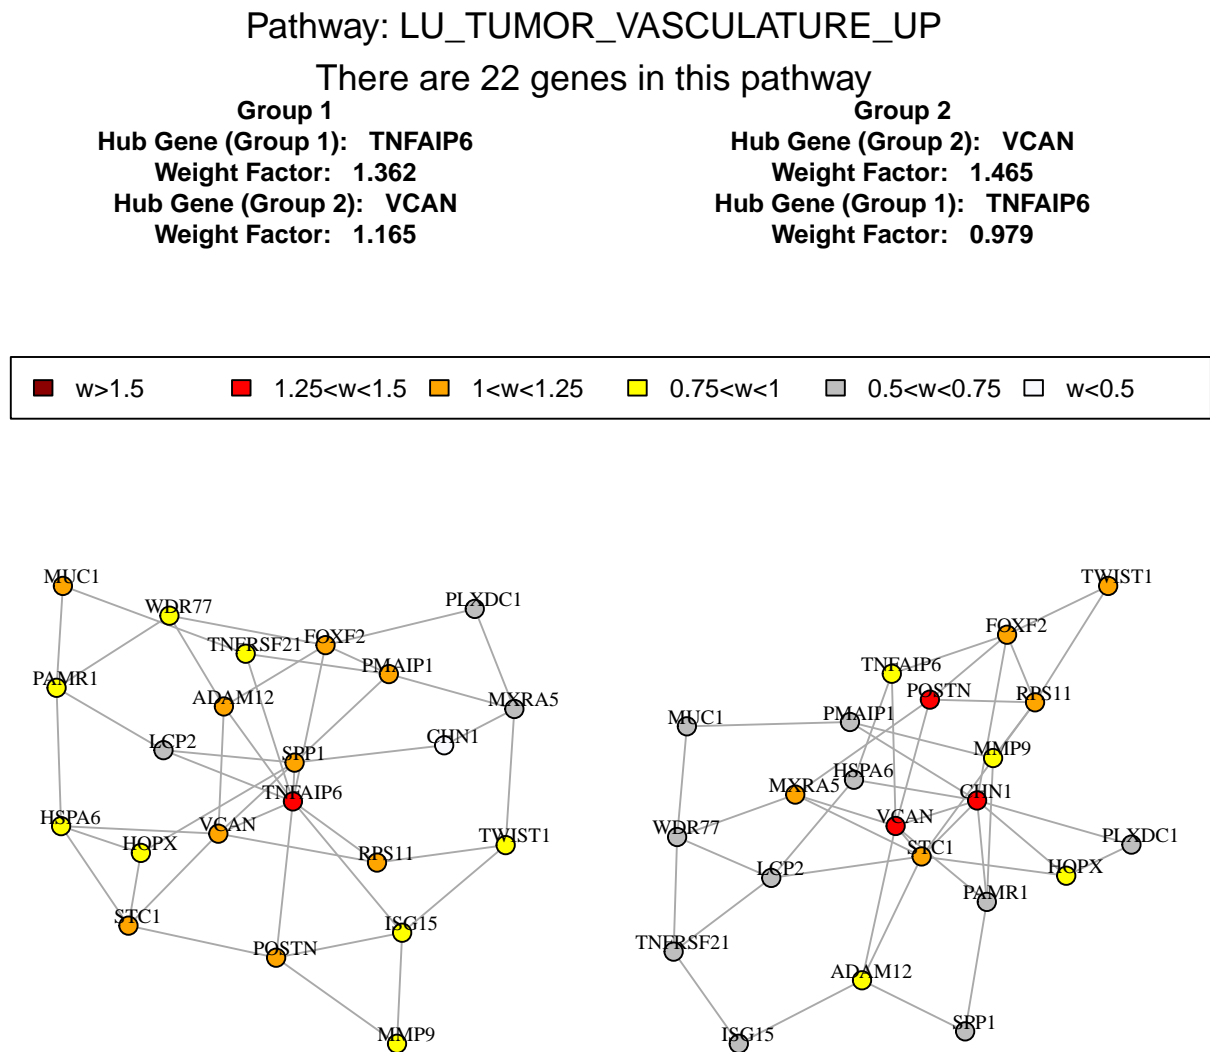 Pathway: LU_TUMOR_VASCULATURE_UP
There are 22 genes in this pathway
Group 1
Hub Gene (Group 1): TNFAIP6
Weight Factor: 1.362
Hub Gene (Group 2): VCAN
Weight Factor: 1.165
Group 2
Hub Gene (Group 2): VCAN
Weight Factor: 1.465
Hub Gene (Group 1): TNFAIP6
Weight Factor: 0.979
w>1.5 1.25<w<1.5 1<w<1.25 0.75<w<1 0.5<w<0.75 w<0.5
MUC1
WDR77
PLXDC1
TNFRSF21
FOXF2
PMAIP1
PAMR1
ADAM12
MXRA5
LCP2
SPP1
CHN1
TNFAIP6
HSPA6
HOPX
VCAN
RPS11
TWIST1
STC1
POSTN
ISG15
MMP9
TWIST1
FOXF2
TNFAIP6
POSTN
RPS11
MUC1
PMAIP1
MMP9
HSPA6
MXRA5
CHN1
WDR77
VCAN
PLXDC1
STC1
LCP2
HOPX
PAMR1
TNFRSF21
ADAM12
ISG15
SPP1